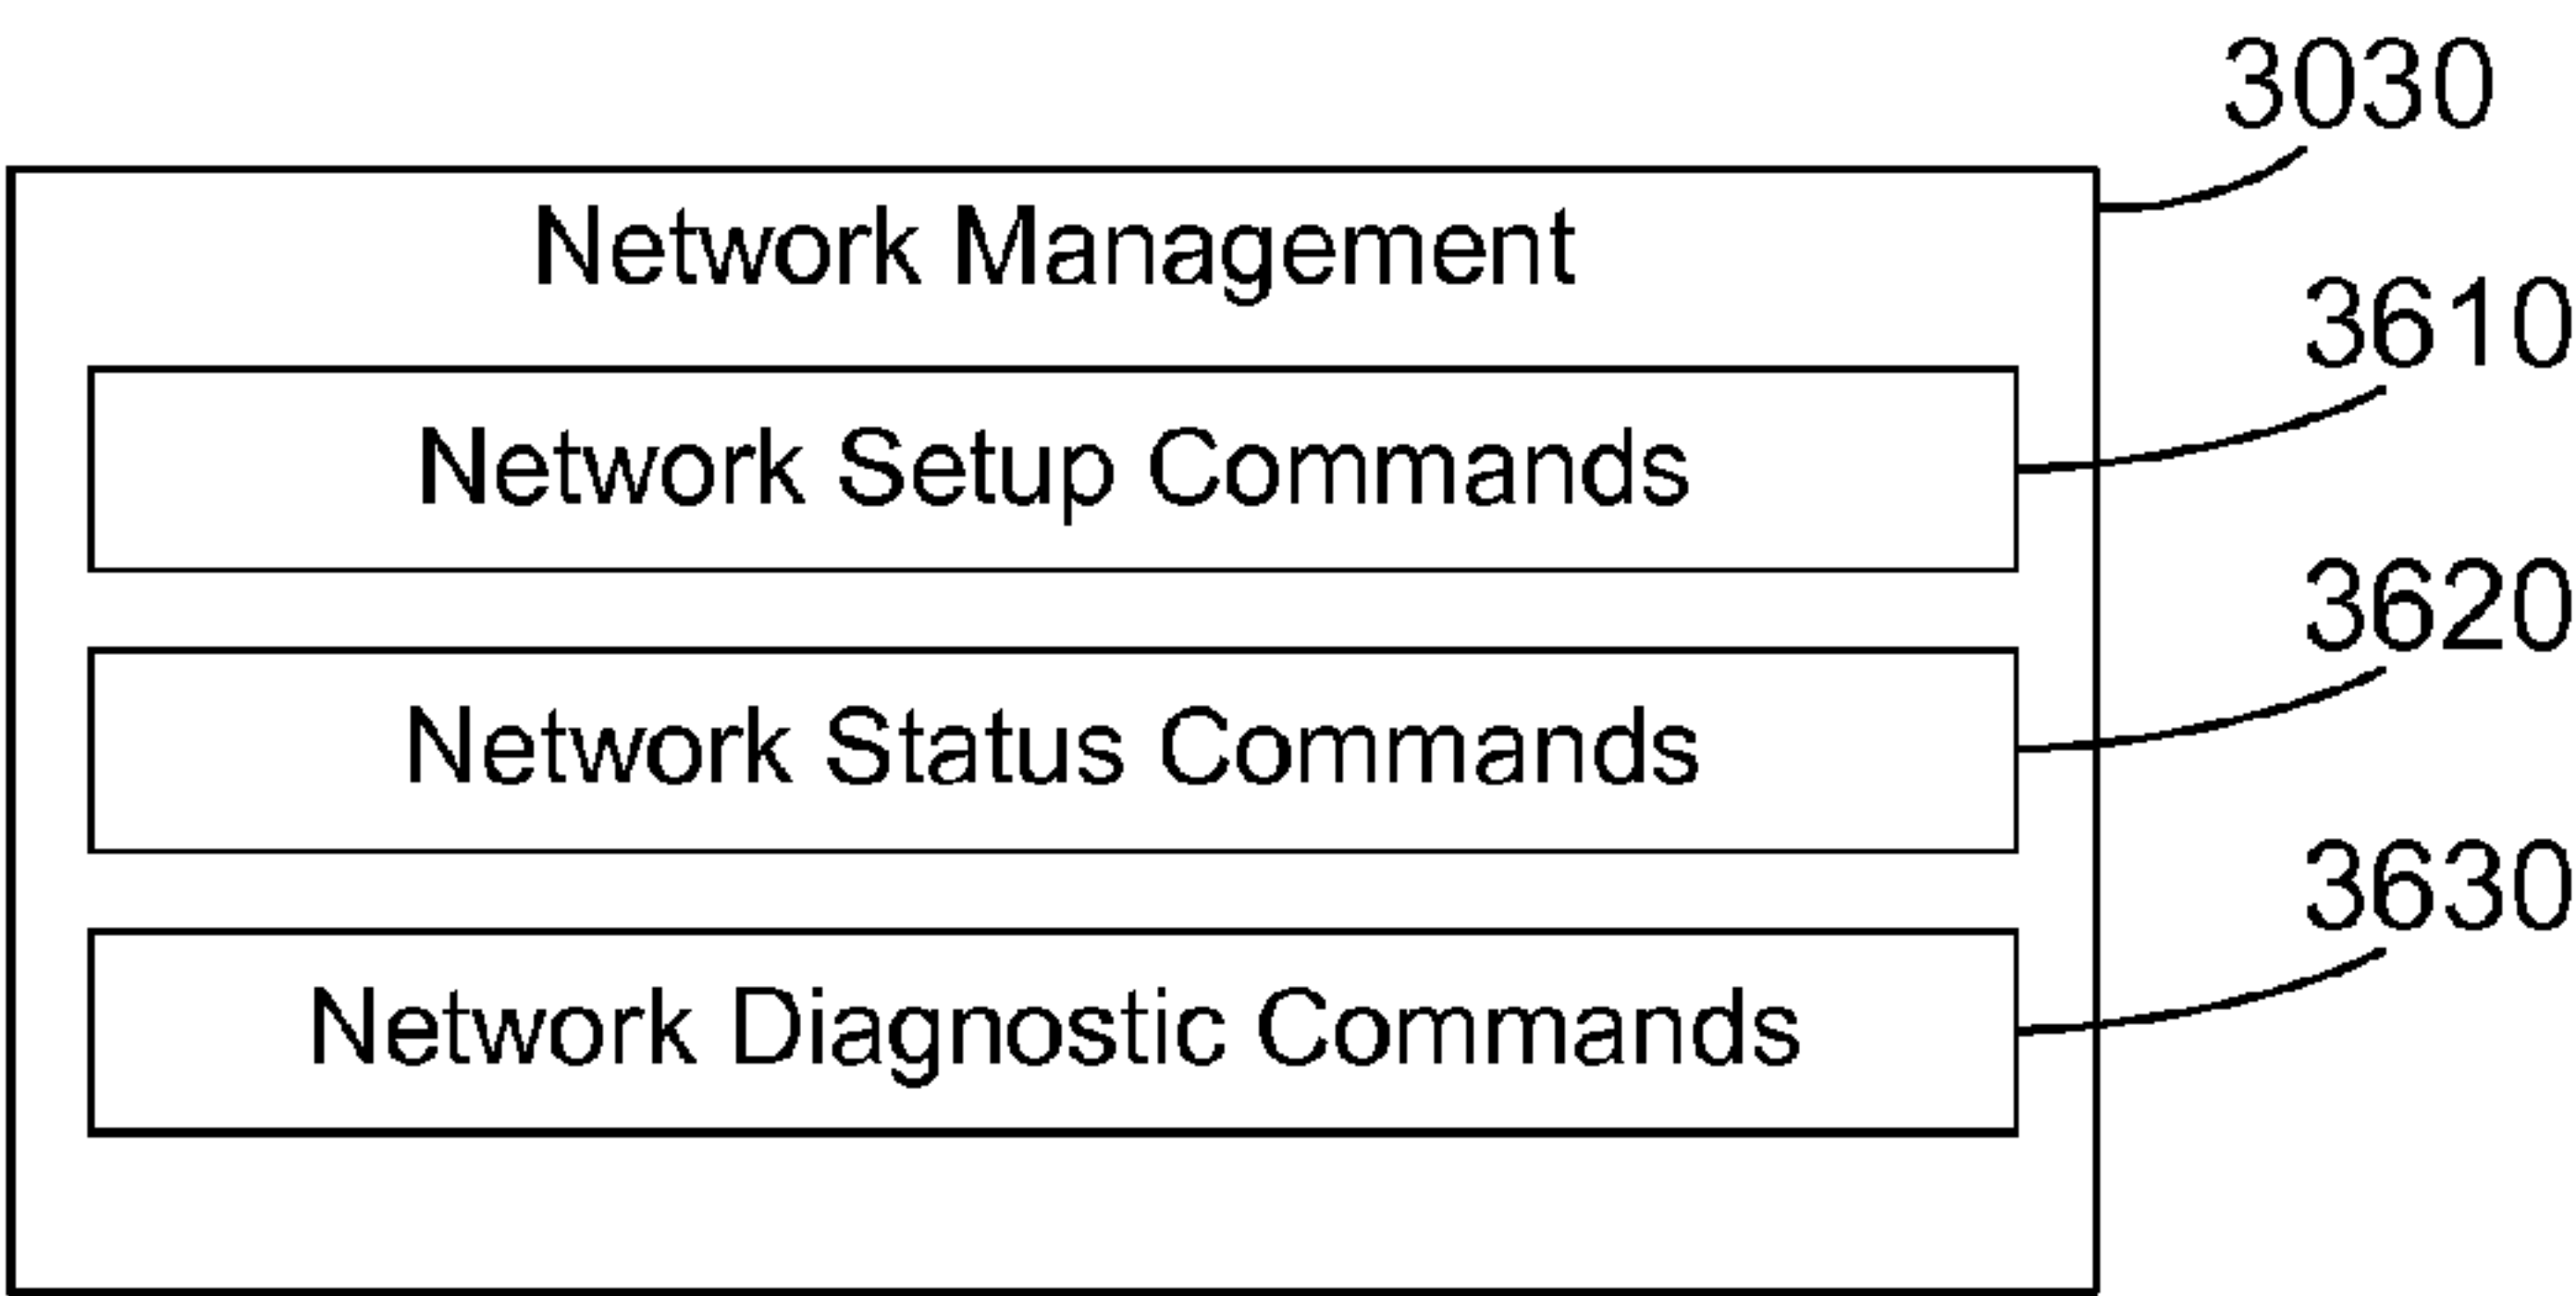 3030
Network Management
3610
Network Setup Commands
3620
Network Status Commands
3630
Network Diagnostic Commands